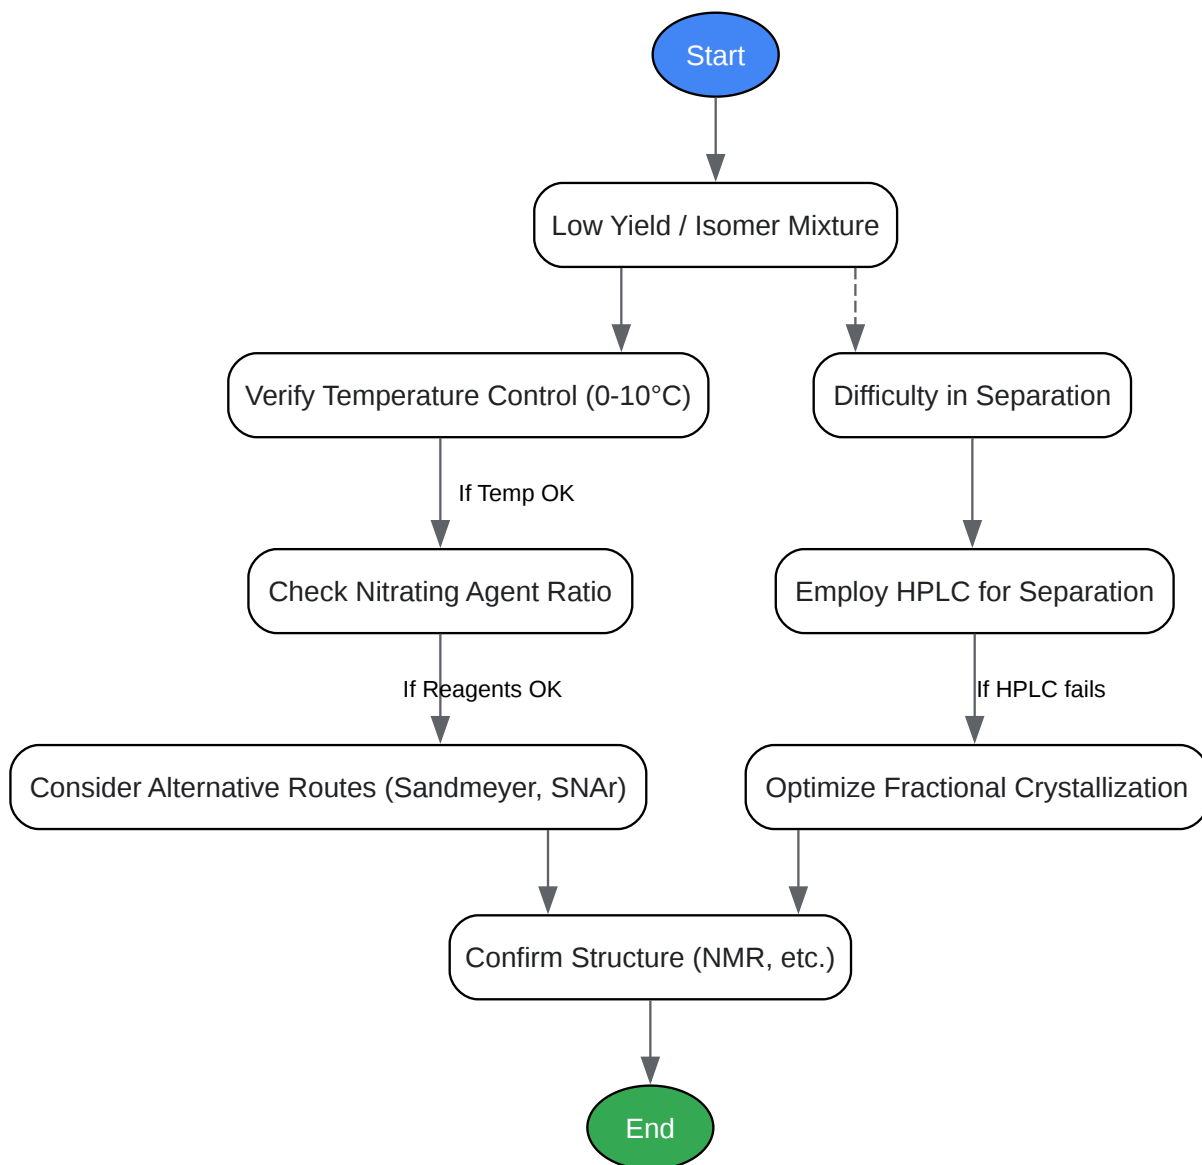 Start
Low Yield / Isomer Mixture
Verify Temperature Control (0-10°C)
Difficulty in Separation
If Temp OK
Check Nitrating Agent Ratio
Employ HPLC for Separation
If Reagents OK
If HPLC fails
Consider Alternative Routes (Sandmeyer, SNAr)
Optimize Fractional Crystallization
Confirm Structure (NMR, etc.)
End